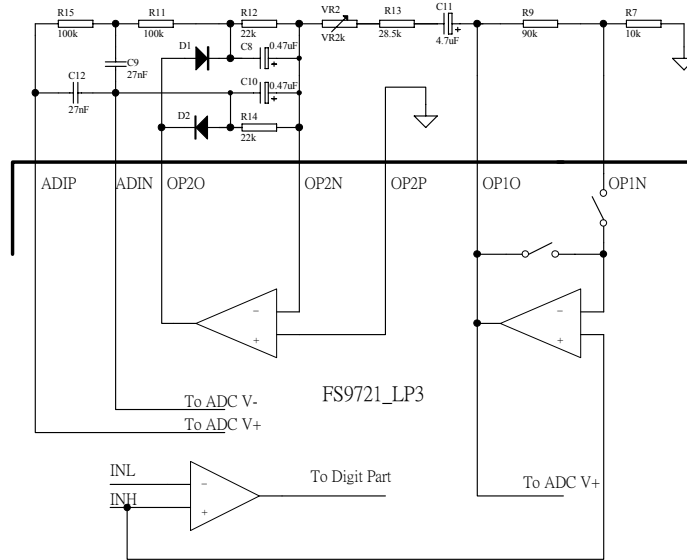 R15
100k
R11
100k
R12
22k
VR2
VR2k
R13
28.5k
C11
4.7uF
R9
90k
R7
10k
D1
C8
0.47uF
C9
27nF
C12
27nF
C10
0.47uF
D2
R14
22k
ADIP
ADIN
OP2O
OP2N
OP2P
OP1O
OP1N
FS9721_LP3
To ADC V-
To ADC V+
INL
To Digit Part
To ADC V+
INH